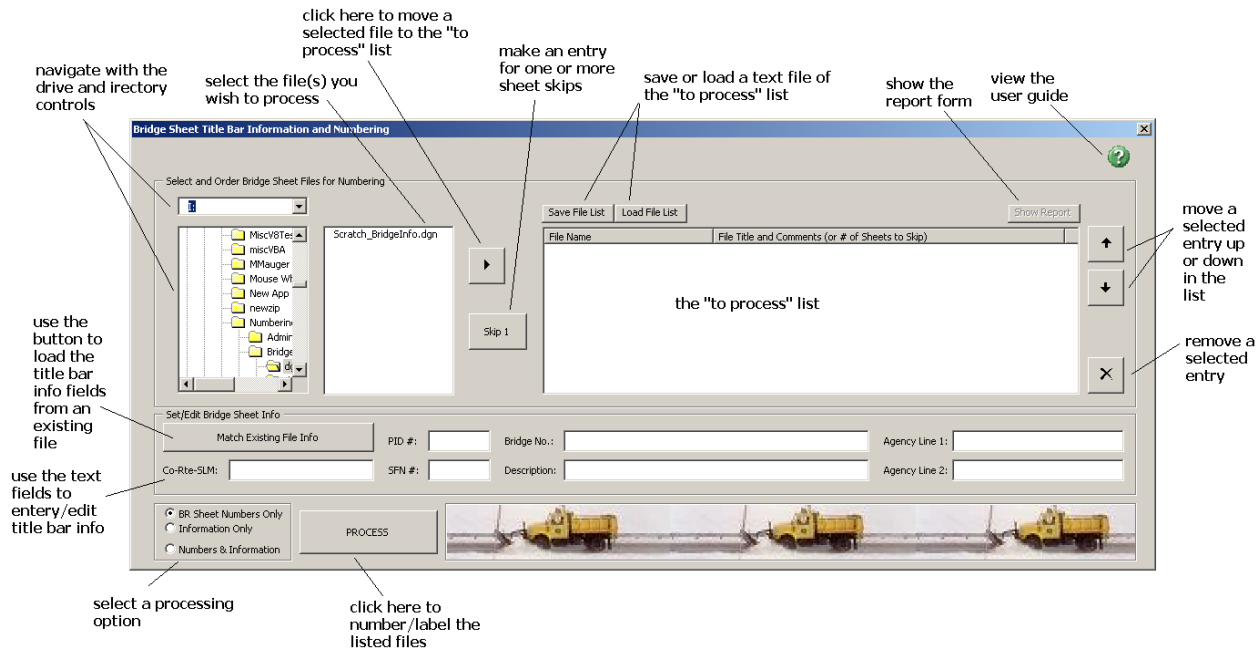 click here to move a
selected file to the "to
process" list
make an entry
for one or more
sheet skips
navigate with the
drive and irectory
controls
select the file(s) you
wish to process
save or load a text file of
the "to process" list
show the
report form
view the
user guide
Bridge Sheet Title Bar Information and Numbering
Select and Order Bridge Sheet Files for Numbering
Save File List
Load File List
Show Report
MiscV8Tes
miscVBA
MMauger
Mouse Wh
New App
newzip
Numbering
Admin
Bridge
Scratch_BridgeInfo.dgn
Skip 1
File Name
File Title and Comments (or # of Sheets to Skip)
the "to process" list
move a
selected
entry up
or down
in the
list
remove a
selected
entry
use the
button to
load the
title bar
info fields
from an
existing
file
Set/Edit Bridge Sheet Info
Match Existing File Info
PID #:
Bridge No.:
Agency Line 1:
Co-Rte-SLM:
SFN #:
Description:
Agency Line 2:
use the text
fields to
entery/edit
title bar info
BR Sheet Numbers Only
Information Only
Numbers & Information
PROCESS
select a processing
option
click here to
number/label the
listed files